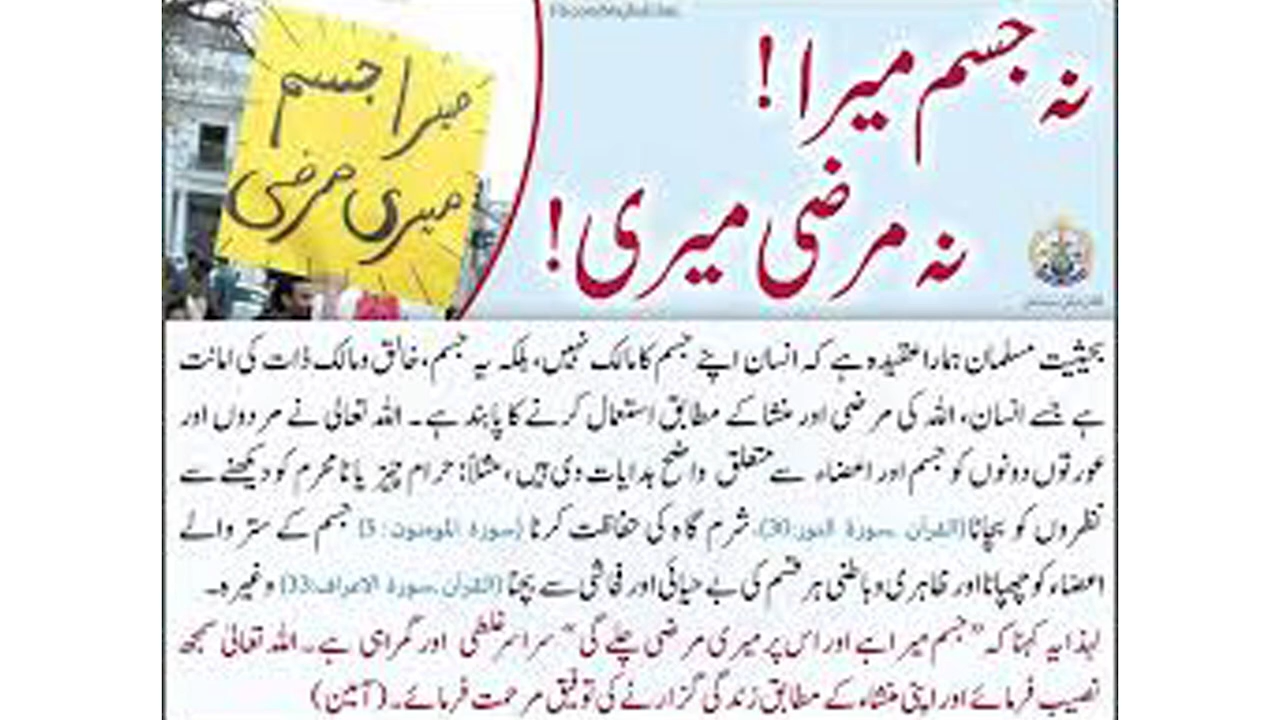 میرا جسم
میری مرضی
نہ جسم میرا!
نہ مرضی میری!
بحیثیت مسلمان ہمارا عقیدہ ہے کہ انسان اپنے جسم کا مالک نہیں، بلکہ یہ جسم، خالق ومالک ذات کی امانت
ہے جسے انسان، اللہ کی مرضی اور منشا کے مطابق استعمال کرنے کا پابند ہے۔ اللہ تعالیٰ نے مردوں اور
عورتوں دونوں کو جسم اور اعضاء سے متعلق واضح ہدایات دی ہیں، مثلاً: حرام چیز یا نامحرم کو دیکھنے سے
نظروں کو بچانا (القرآن، سورۃ النور:30)، شرم گاہ کی حفاظت کرنا (سورۃ المومنون: 5) جسم کے ستر والے
اعضاء کو چھپانا اور ظاہری وباطنی ہر قسم کی بے حیائی اور فحاشی سے بچنا (القرآن، سورۃ الاعراف:33) وغیرہ۔
لہٰذا یہ کہنا کہ "جسم میرا ہے اور اس پر میری مرضی چلے گی" سراسر غلطی اور گمراہی ہے۔ اللہ تعالیٰ سمجھ
نصیب فرمائے اور اپنی منشاء کے مطابق زندگی گزارنے کی توفیق مرحمت فرمائے۔ (آمین)